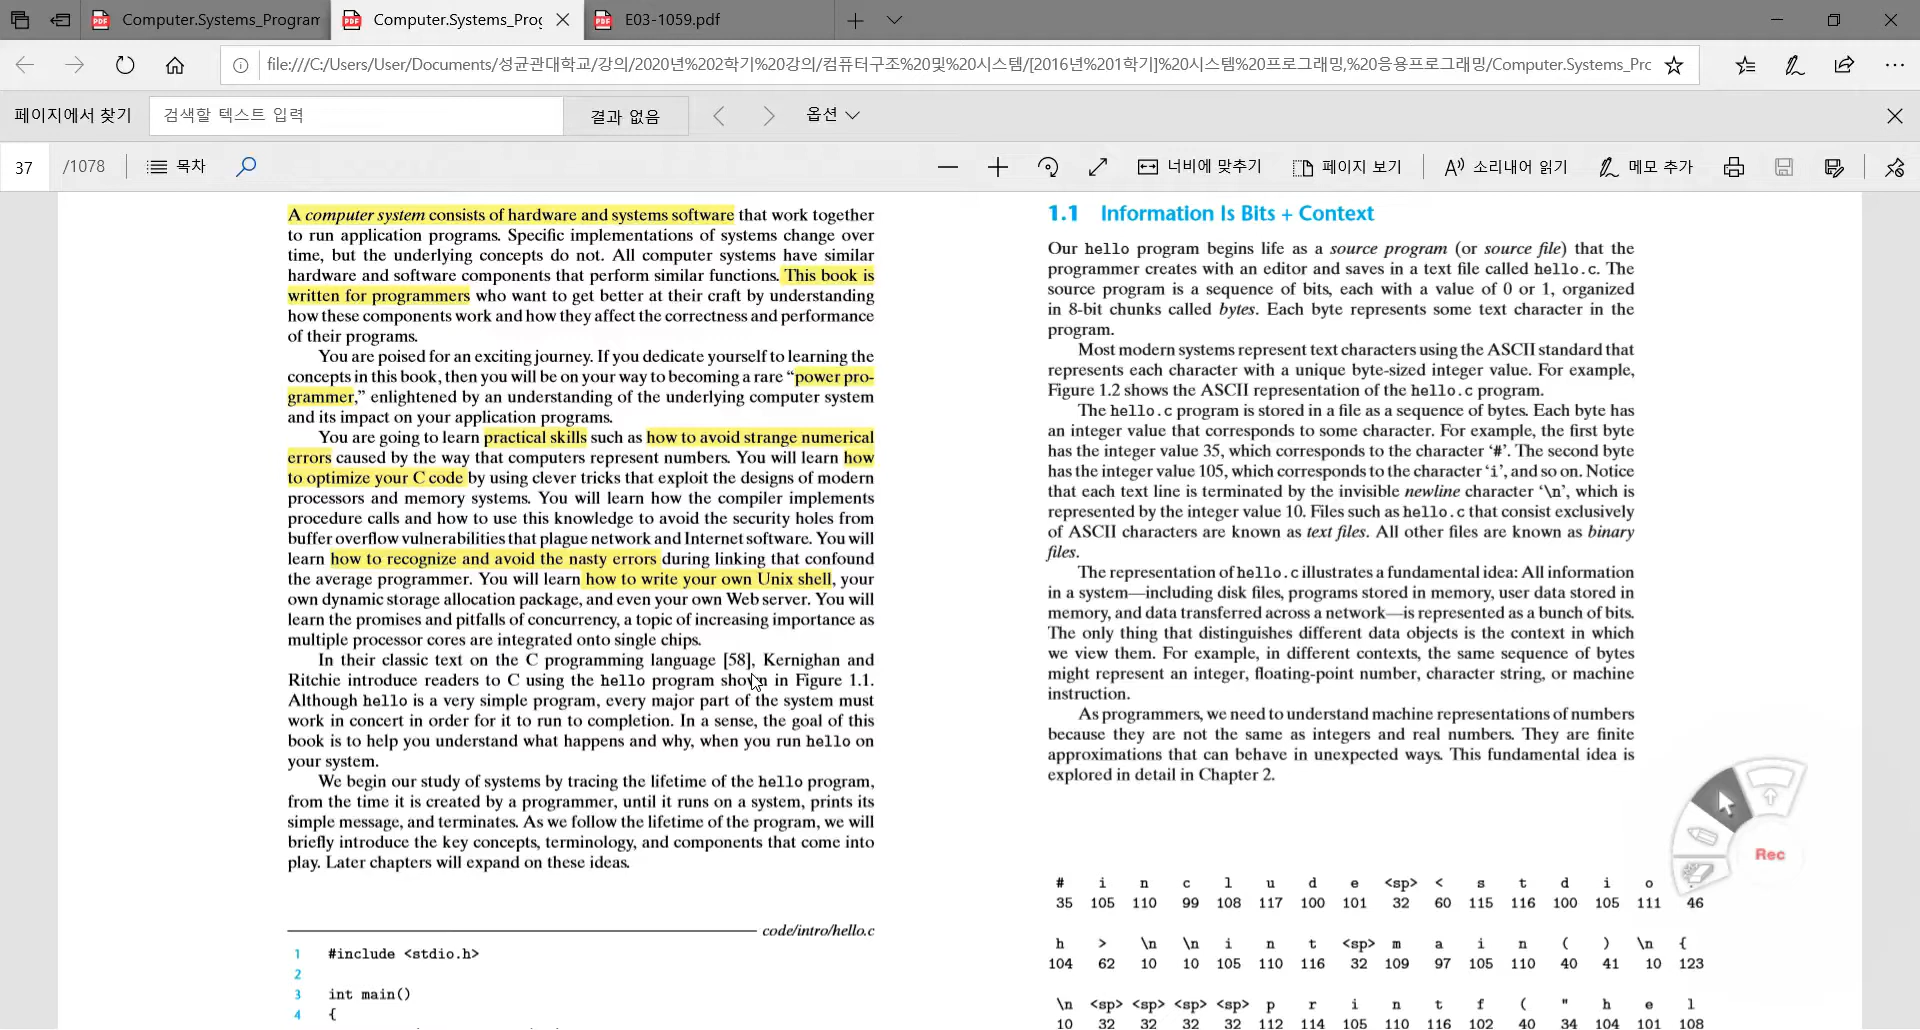 Computer.Systems_Program
Computer.Systems_Prog
E03-1059.pdf
file:///C:/Users/User/Documents/성균관대학교/강의/2020년%202학기%20강의/컴퓨터구조%20및%20시스템/[2016년%201학기]%20시스템%20프로그래밍,%20응용프로그래밍/Computer.Systems_Prc
페이지에서 찾기
검색할 텍스트 입력
결과 없음
옵션
37 /1078
목차
너비에 맞추기
페이지 보기
소리내어 읽기
메모 추가
A computer system consists of hardware and systems software that work together
to run application programs. Specific implementations of systems change over
time, but the underlying concepts do not. All computer systems have similar
hardware and software components that perform similar functions. This book is
written for programmers who want to get better at their craft by understanding
how these components work and how they affect the correctness and performance
of their programs.
You are poised for an exciting journey. If you dedicate yourself to learning the
concepts in this book, then you will be on your way to becoming a rare “power pro-
grammer,” enlightened by an understanding of the underlying computer system
and its impact on your application programs.
You are going to learn practical skills such as how to avoid strange numerical
errors caused by the way that computers represent numbers. You will learn how
to optimize your C code by using clever tricks that exploit the designs of modern
processors and memory systems. You will learn how the compiler implements
procedure calls and how to use this knowledge to avoid the security holes from
buffer overflow vulnerabilities that plague network and Internet software. You will
learn how to recognize and avoid the nasty errors during linking that confound
the average programmer. You will learn how to write your own Unix shell, your
own dynamic storage allocation package, and even your own Web server. You will
learn the promises and pitfalls of concurrency, a topic of increasing importance as
multiple processor cores are integrated onto single chips.
In their classic text on the C programming language [58], Kernighan and
Ritchie introduce readers to C using the hello program shown in Figure 1.1.
Although hello is a very simple program, every major part of the system must
work in concert in order for it to run to completion. In a sense, the goal of this
book is to help you understand what happens and why, when you run hello on
your system.
We begin our study of systems by tracing the lifetime of the hello program,
from the time it is created by a programmer, until it runs on a system, prints its
simple message, and terminates. As we follow the lifetime of the program, we will
briefly introduce the key concepts, terminology, and components that come into
play. Later chapters will expand on these ideas.
code/intro/hello.c
1 #include <stdio.h>
2
3 int main()
4 {
1.1 Information Is Bits + Context
Our hello program begins life as a source program (or source file) that the
programmer creates with an editor and saves in a text file called hello.c. The
source program is a sequence of bits, each with a value of 0 or 1, organized
in 8-bit chunks called bytes. Each byte represents some text character in the
program.
Most modern systems represent text characters using the ASCII standard that
represents each character with a unique byte-sized integer value. For example,
Figure 1.2 shows the ASCII representation of the hello.c program.
The hello.c program is stored in a file as a sequence of bytes. Each byte has
an integer value that corresponds to some character. For example, the first byte
has the integer value 35, which corresponds to the character ‘#’. The second byte
has the integer value 105, which corresponds to the character ‘i’, and so on. Notice
that each text line is terminated by the invisible newline character ‘\n’, which is
represented by the integer value 10. Files such as hello.c that consist exclusively
of ASCII characters are known as text files. All other files are known as binary
files.
The representation of hello.c illustrates a fundamental idea: All information
in a system—including disk files, programs stored in memory, user data stored in
memory, and data transferred across a network—is represented as a bunch of bits.
The only thing that distinguishes different data objects is the context in which
we view them. For example, in different contexts, the same sequence of bytes
might represent an integer, floating-point number, character string, or machine
instruction.
As programmers, we need to understand machine representations of numbers
because they are not the same as integers and real numbers. They are finite
approximations that can behave in unexpected ways. This fundamental idea is
explored in detail in Chapter 2.
Rec
# i n c l u d e <sp> < s t d i o
35 105 110 99 108 117 100 101 32 60 115 116 100 105 111 46
h > \n \n i n t <sp> m a i n ( ) \n {
104 62 10 10 105 110 116 32 109 97 105 110 40 41 10 123
\n <sp> <sp> <sp> <sp> p r i n t f ( " h e l
10 32 32 32 32 112 114 105 110 116 102 40 34 104 101 108